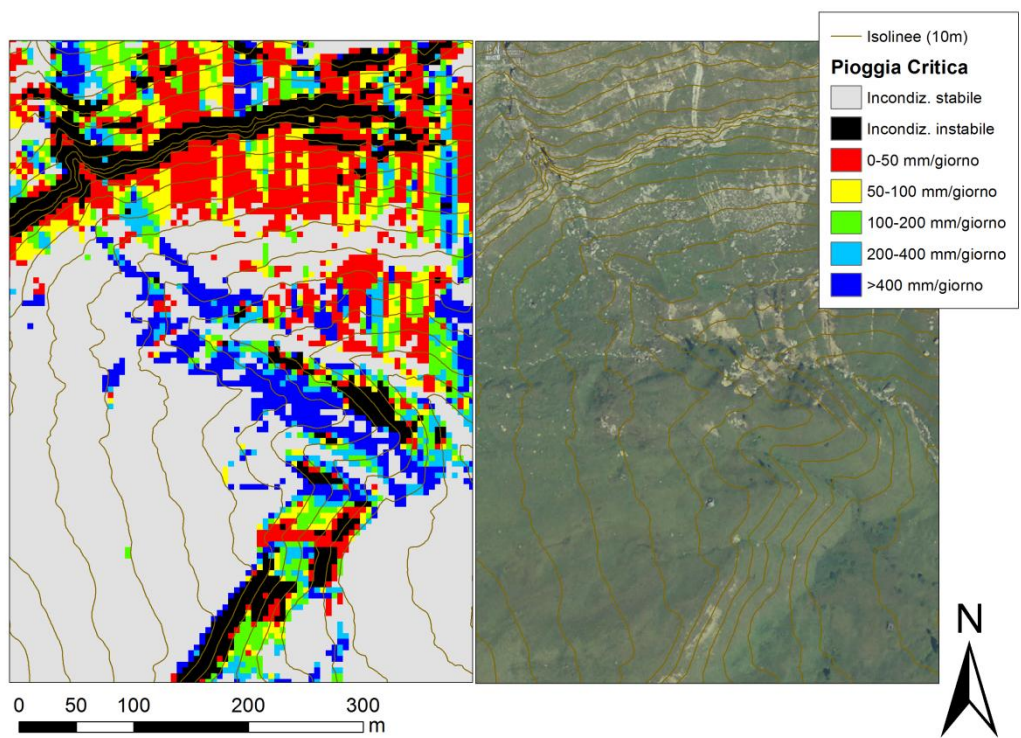 Isolinee (10m)
Pioggia Critica
Incondiz. stabile
Incondiz. instabile
0-50 mm/giorno
50-100 mm/giorno
100-200 mm/giorno
200-400 mm/giorno
>400 mm/giorno
N
0 50 100 200 300
m